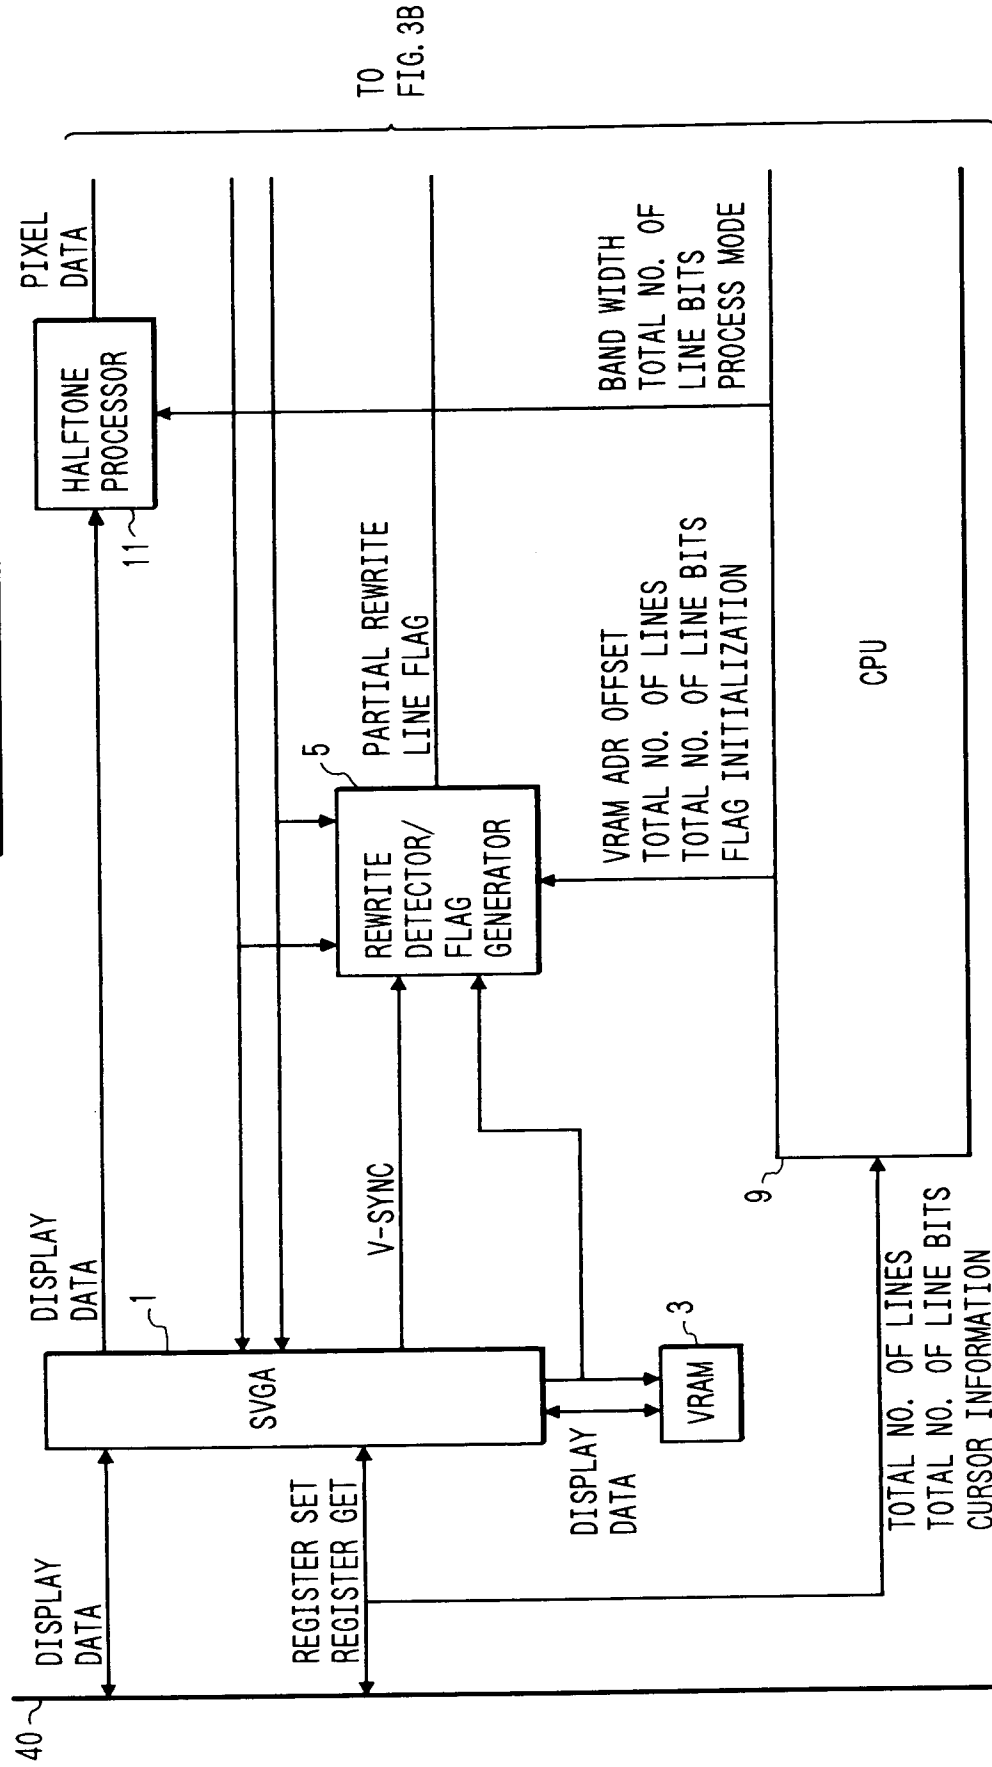 40
DISPLAY
DATA
REGISTER SET
REGISTER GET
1
SVGA
DISPLAY
DATA
3
VRAM
DISPLAY
DATA
V-SYNC
5
REWRITE
DETECTOR/
FLAG
GENERATOR
PARTIAL REWRITE
LINE FLAG
11
HALFTONE
PROCESSOR
PIXEL
DATA
TO
FIG. 3B
VRAM ADR OFFSET
TOTAL NO. OF LINES
TOTAL NO. OF LINE BITS
FLAG INITIALIZATION
BAND WIDTH
TOTAL NO. OF
LINE BITS
PROCESS MODE
9
CPU
TOTAL NO. OF LINES
TOTAL NO. OF LINE BITS
CURSOR INFORMATION